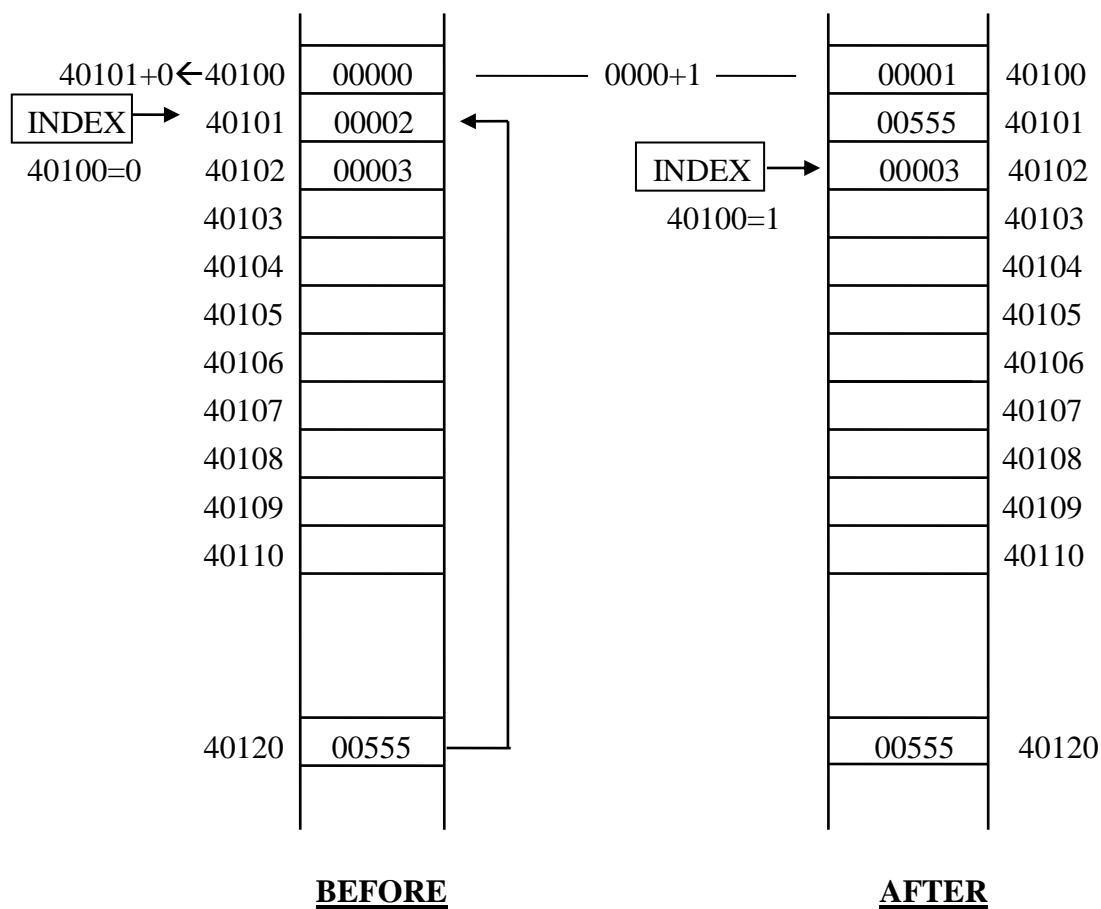 40101+0←40100 00000 0000+1 00001 40100
INDEX 40101 00002 00555 40101
40100=0 40102 00003 INDEX 00003 40102
40103 40100=1 40103
40104 40104
40105 40105
40106 40106
40107 40107
40108 40108
40109 40109
40110 40110
40120 00555 00555 40120
BEFORE AFTER